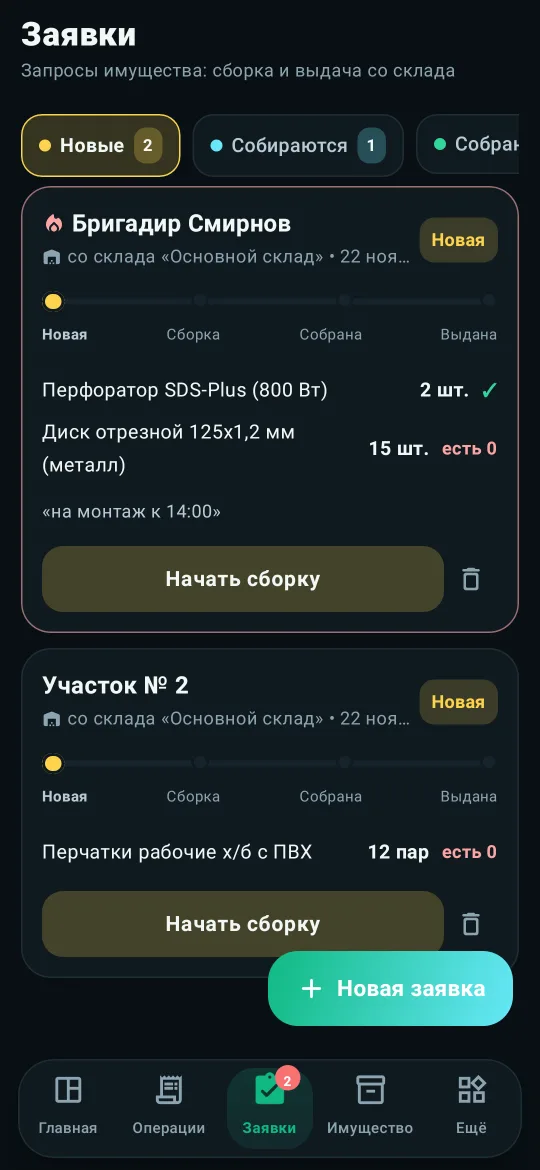 Заявки
Запросы имущества: сборка и выдача со склада
Новые 2
Собираются 1
Собран
Бригадир Смирнов
со склада «Основной склад» • 22 ноя…
Новая
Новая Сборка Собрана Выдана
Перфоратор SDS-Plus (800 Вт) 2 шт. ✓
Диск отрезной 125х1,2 мм
(металл)
15 шт. есть 0
«на монтаж к 14:00»
Начать сборку
Участок № 2
со склада «Основной склад» • 22 ноя…
Новая
Новая Сборка Собрана Выдана
Перчатки рабочие х/б с ПВХ 12 пар есть 0
Начать сборку
+ Новая заявка
2
Главная Операции Заявки Имущество Ещё